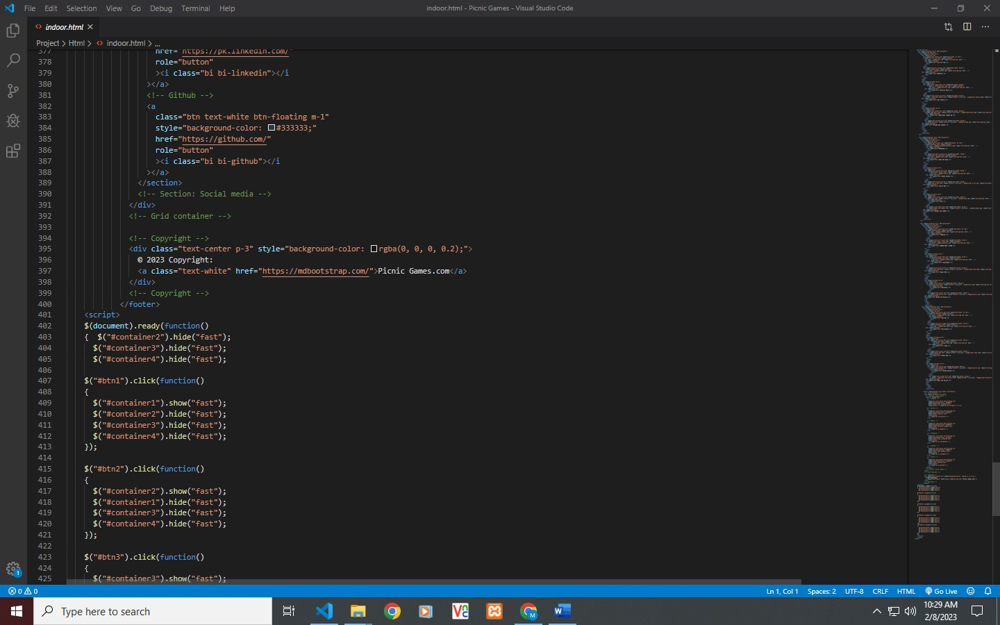 File Edit Selection View Go Debug Terminal Help indoor.html - Picnic Games - Visual Studio Code
indoor.html
Project > Html > indoor.html > ...
377 href="https://pk.linkedin.com/"
378 role="button"
379 ><i class="bi bi-linkedin"></i
380 ></a>
381 <!-- Github -->
382 <a
383 class="btn text-white btn-floating m-1"
384 style="background-color: #333333;"
385 href="https://github.com/"
386 role="button"
387 ><i class="bi bi-github"></i
388 ></a>
389 </section>
390 <!-- Section: Social media -->
391 </div>
392 <!-- Grid container -->
393
394 <!-- Copyright -->
395 <div class="text-center p-3" style="background-color: rgba(0, 0, 0, 0.2);">
396 © 2023 Copyright:
397 <a class="text-white" href="https://mdbootstrap.com/">Picnic Games.com</a>
398 </div>
399 <!-- Copyright -->
400 </footer>
401 <script>
402 $(document).ready(function()
403 { $("#container2").hide("fast");
404 $("#container3").hide("fast");
405 $("#container4").hide("fast");
406
407 $("#btn1").click(function()
408 {
409 $("#container1").show("fast");
410 $("#container2").hide("fast");
411 $("#container3").hide("fast");
412 $("#container4").hide("fast");
413 });
414
415 $("#btn2").click(function()
416 {
417 $("#container2").show("fast");
418 $("#container1").hide("fast");
419 $("#container3").hide("fast");
420 $("#container4").hide("fast");
421 });
422
423 $("#btn3").click(function()
424 {
425 $("#container3").show("fast");
0 0 Ln 1, Col 1 Spaces: 2 UTF-8 CRLF HTML Go Live
Type here to search
10:29 AM
2/8/2023